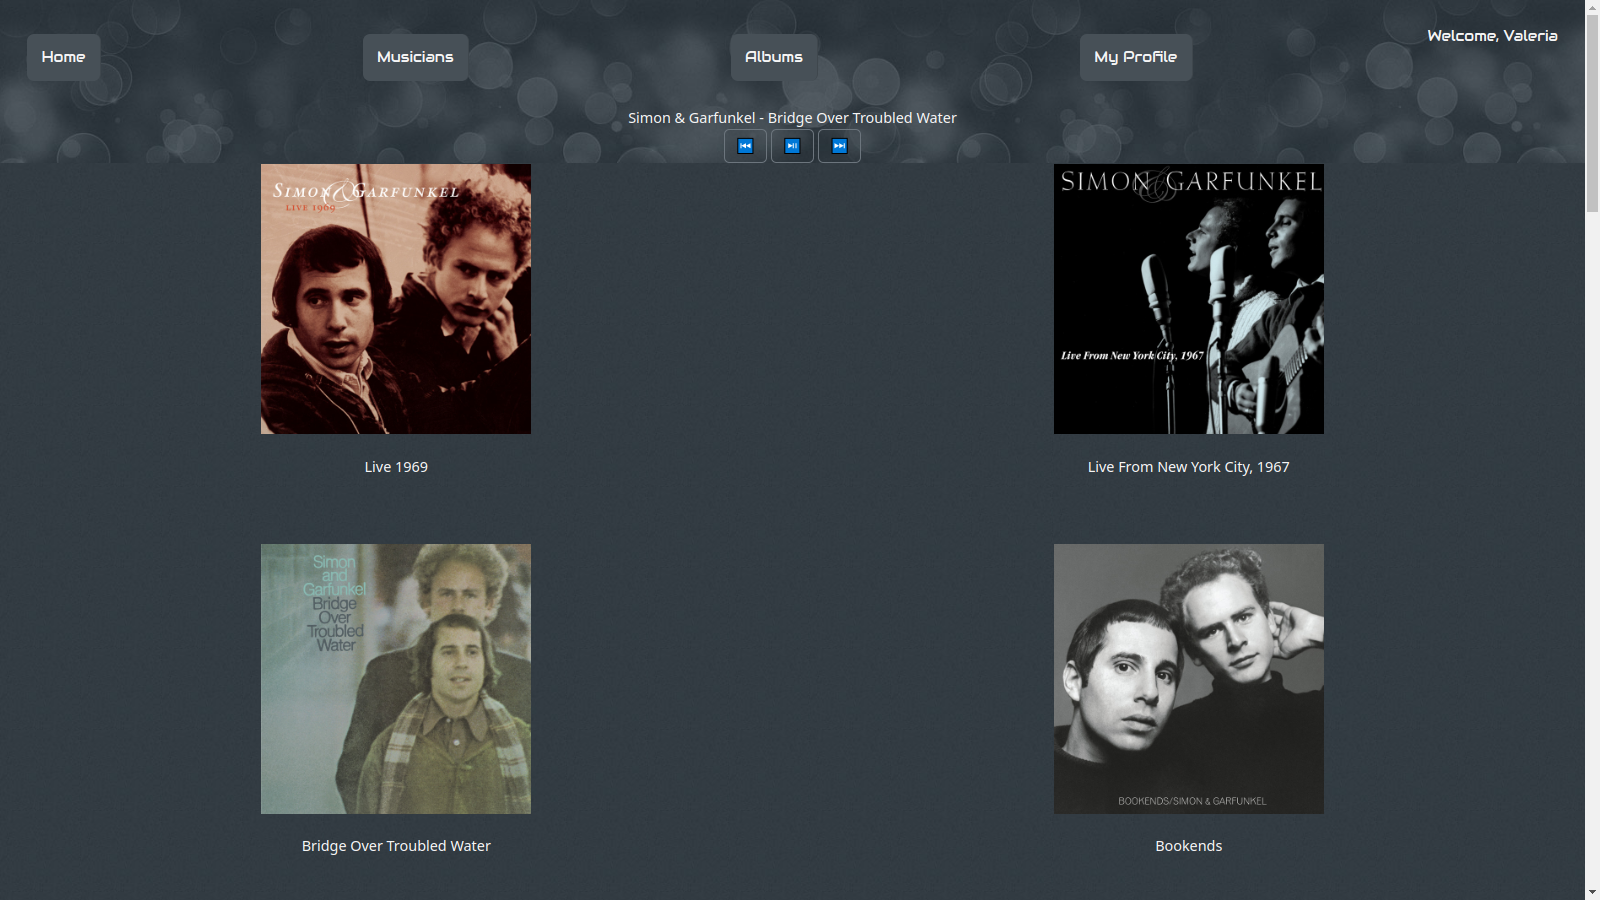 Home
Musicians
Albums
My Profile
Welcome, Valeria
Simon & Garfunkel - Bridge Over Troubled Water
SIMON & GARFUNKEL
LIVE 1969
SIMON & GARFUNKEL
Live From New York City, 1967
Live 1969
Live From New York City, 1967
Simon
and
Garfunkel
Bridge
Over
Troubled
Water
BOOKENDS/SIMON & GARFUNKEL
Bridge Over Troubled Water
Bookends